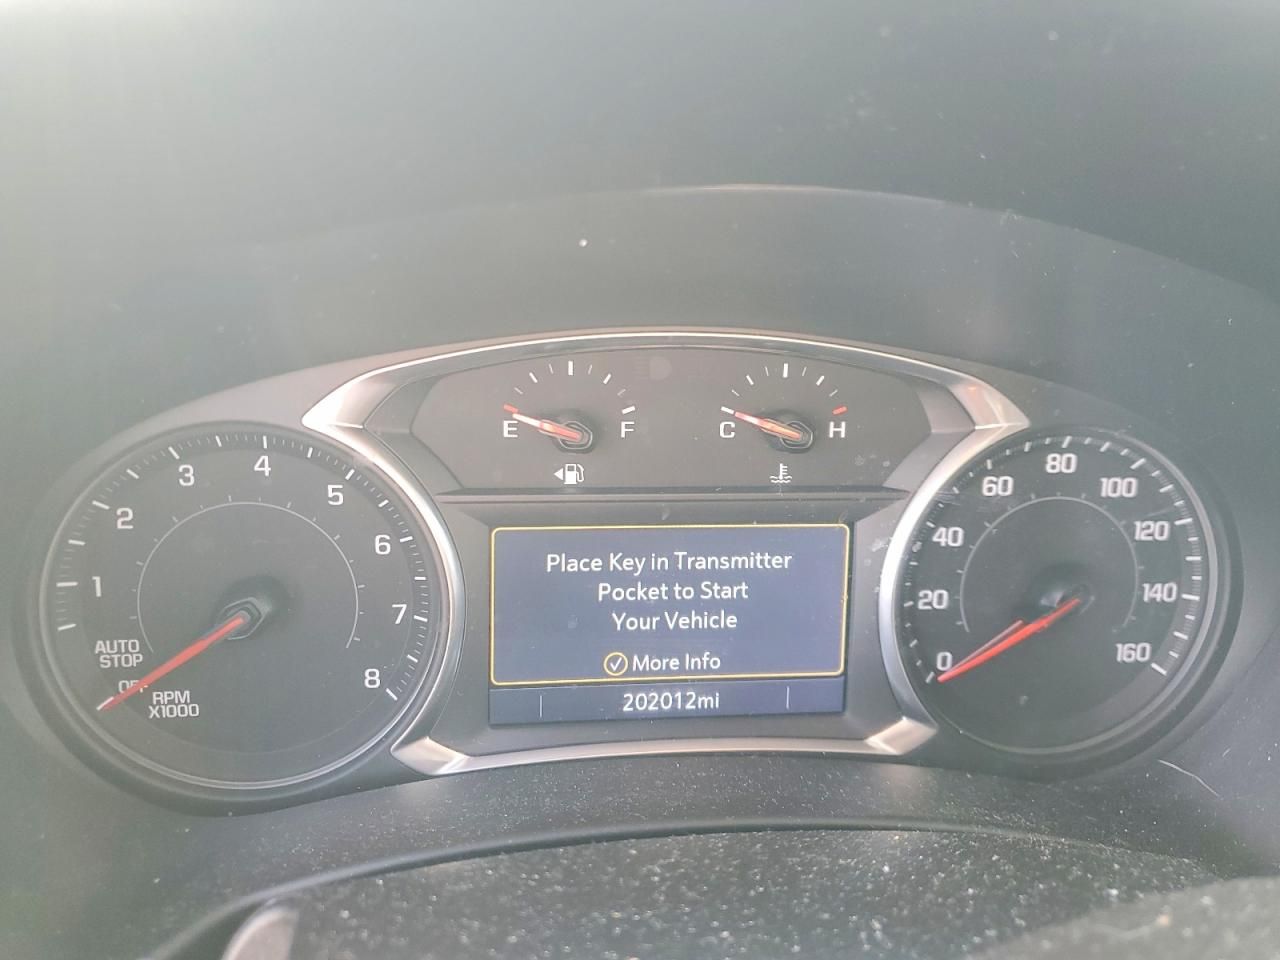 E F
C H
1
2
3
4
5
6
7
8
AUTO
STOP
RPM
X1000
Place Key in Transmitter
Pocket to Start
Your Vehicle
More Info
202012mi
0
20
40
60
80
100
120
140
160